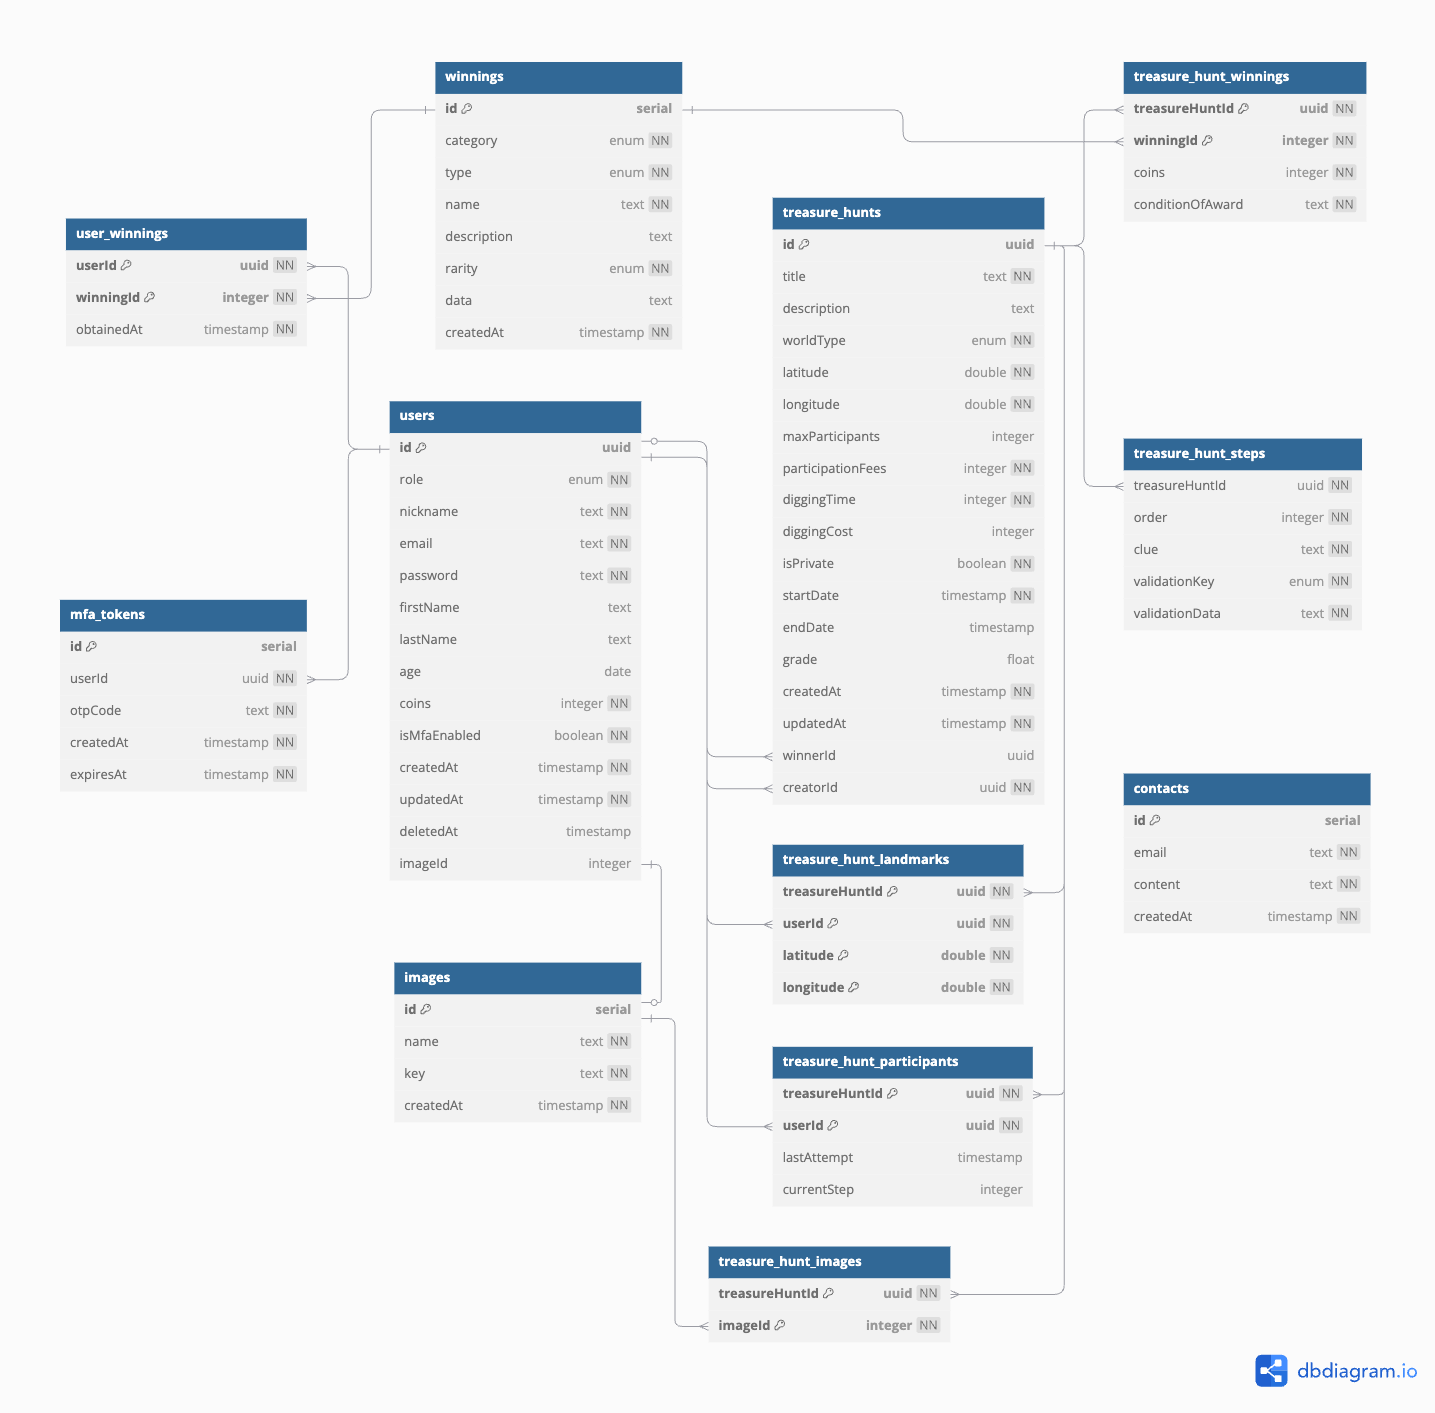 winnings
id serial
category enum NN
type enum NN
name text NN
description text
rarity enum NN
data text
createdAt timestamp NN
treasure_hunt_winnings
treasureHuntId uuid NN
winningId integer NN
coins integer NN
conditionOfAward text NN
user_winnings
userId uuid NN
winningId integer NN
obtainedAt timestamp NN
treasure_hunts
id uuid
title text NN
description text
worldType enum NN
latitude double NN
longitude double NN
maxParticipants integer
participationFees integer NN
diggingTime integer NN
diggingCost integer
isPrivate boolean NN
startDate timestamp NN
endDate timestamp
grade float
createdAt timestamp NN
updatedAt timestamp NN
winnerId uuid
creatorId uuid NN
users
id uuid
role enum NN
nickname text NN
email text NN
password text NN
firstName text
lastName text
age date
coins integer NN
isMfaEnabled boolean NN
createdAt timestamp NN
updatedAt timestamp NN
deletedAt timestamp
imageId integer
treasure_hunt_steps
treasureHuntId uuid NN
order integer NN
clue text NN
validationKey enum NN
validationData text NN
mfa_tokens
id serial
userId uuid NN
otpCode text NN
createdAt timestamp NN
expiresAt timestamp NN
contacts
id serial
email text NN
content text NN
createdAt timestamp NN
treasure_hunt_landmarks
treasureHuntId uuid NN
userId uuid NN
latitude double NN
longitude double NN
images
id serial
name text NN
key text NN
createdAt timestamp NN
treasure_hunt_participants
treasureHuntId uuid NN
userId uuid NN
lastAttempt timestamp
currentStep integer
treasure_hunt_images
treasureHuntId uuid NN
imageId integer NN
dbdiagram.io